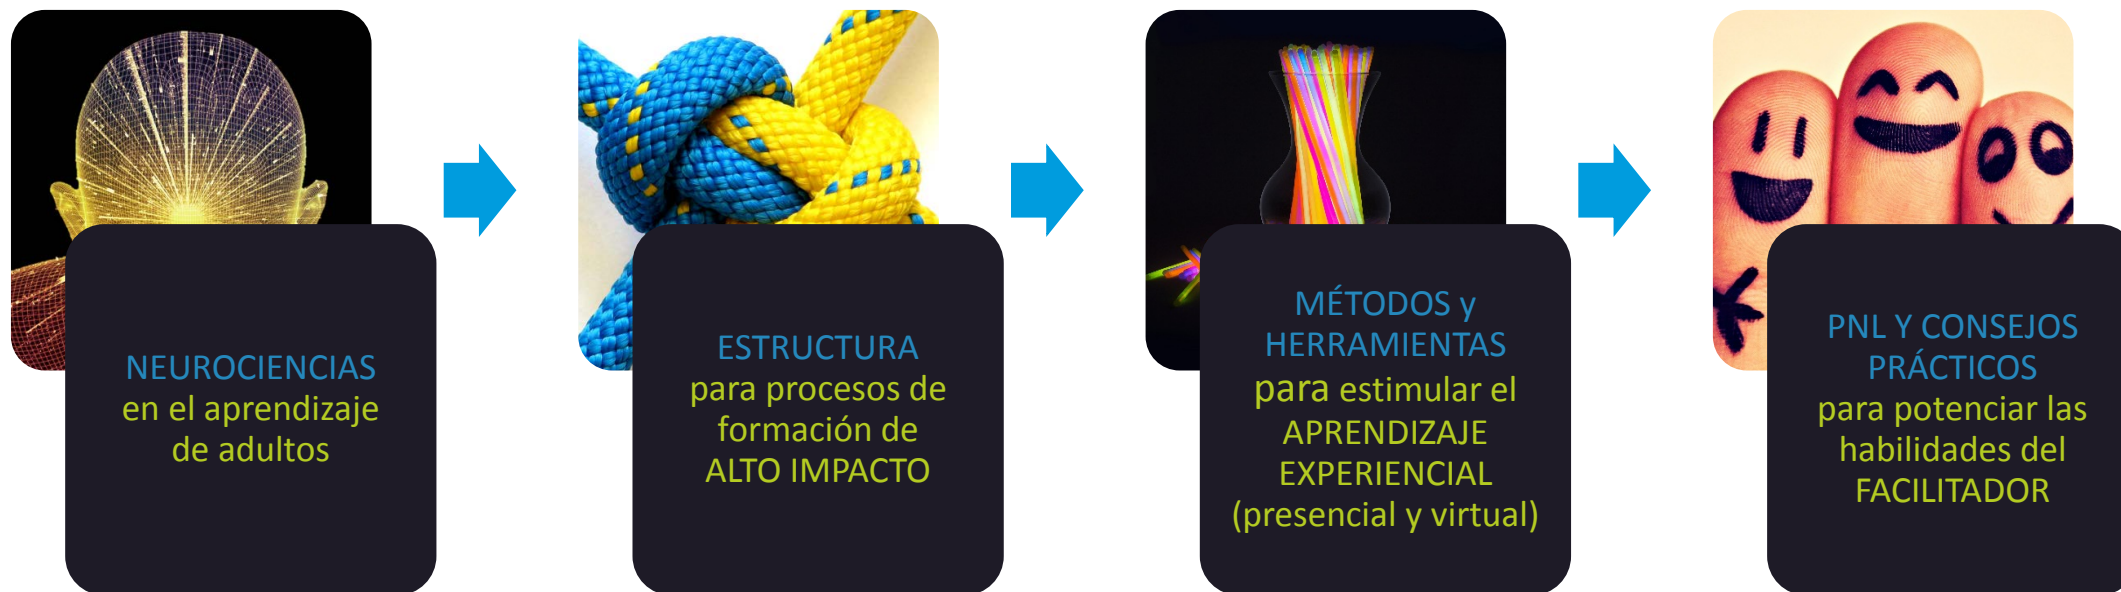 NEUROCIENCIAS
en el aprendizaje
de adultos
ESTRUCTURA
para procesos de
formación de
ALTO IMPACTO
MÉTODOS y
HERRAMIENTAS
para estimular el
APRENDIZAJE
EXPERIENCIAL
(presencial y virtual)
PNL Y CONSEJOS
PRÁCTICOS
para potenciar las
habilidades del
FACILITADOR